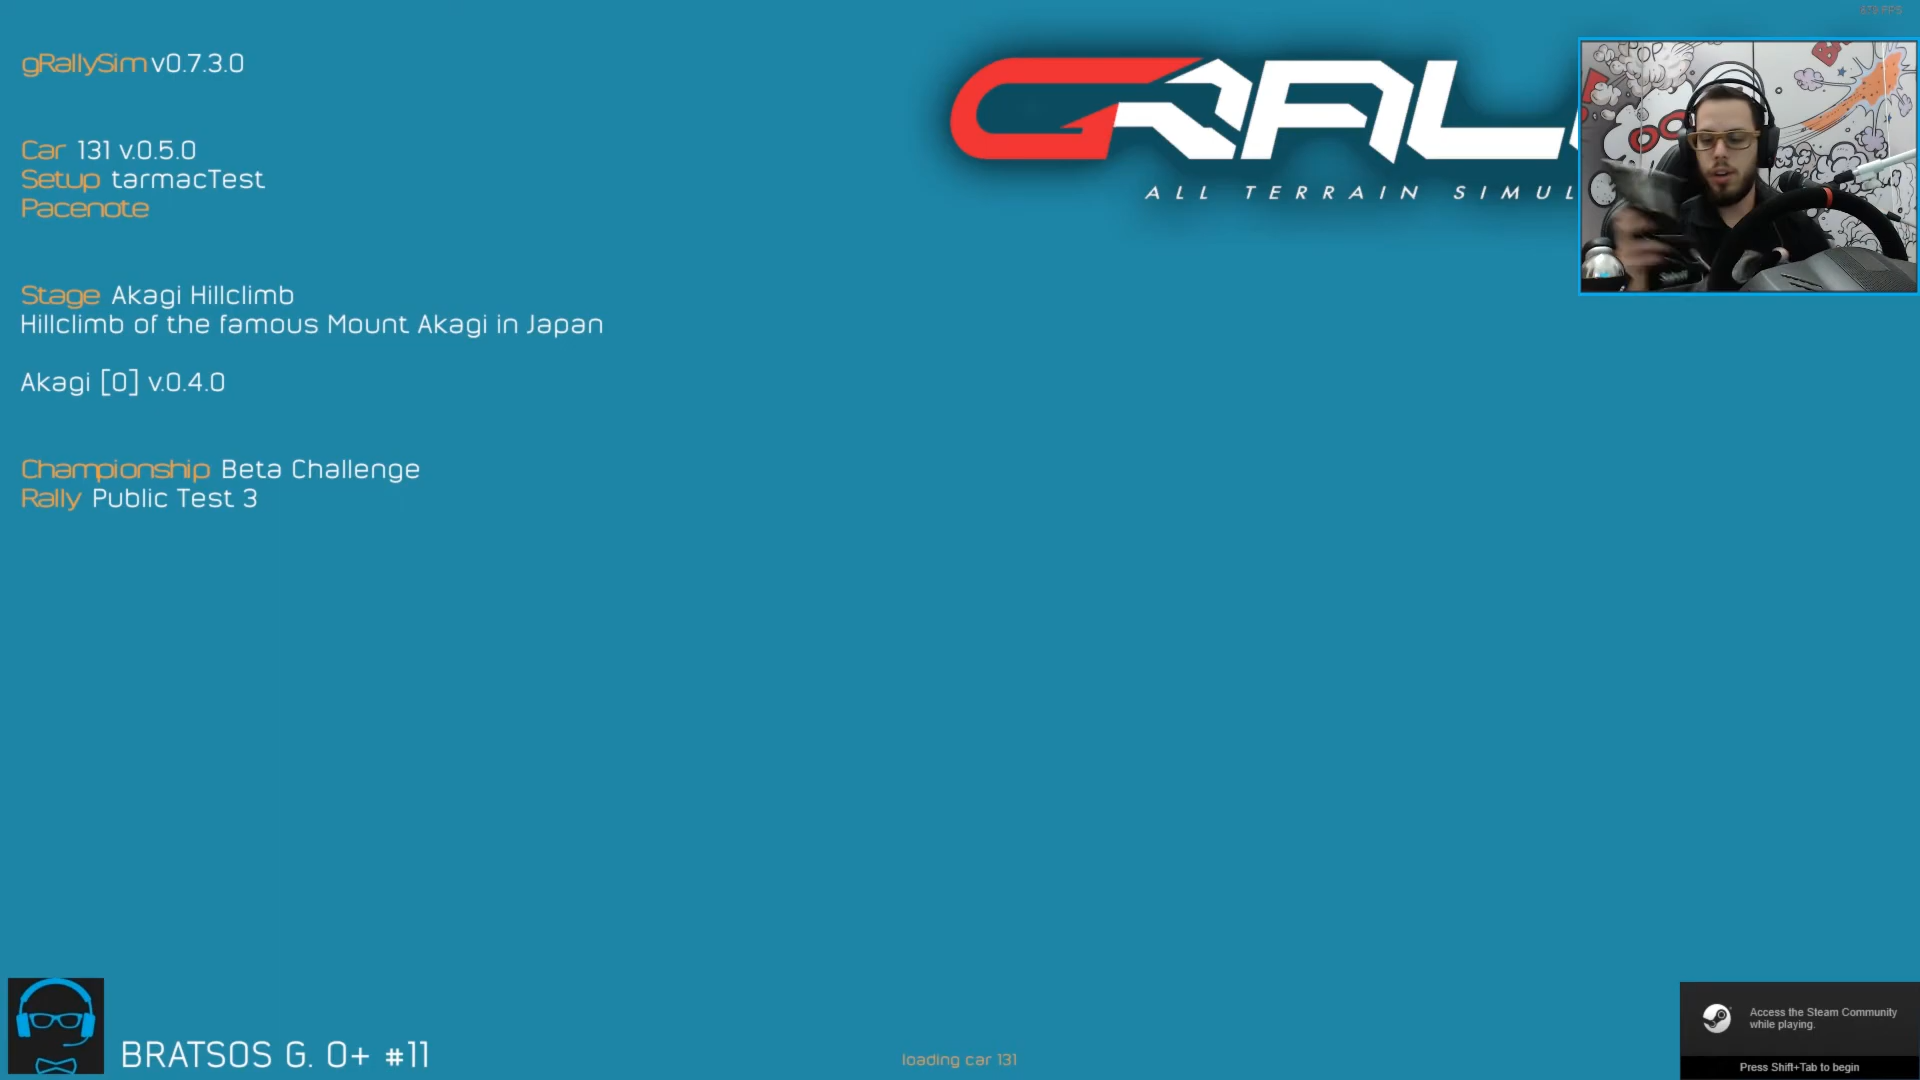 gRallySim v0.7.3.0
Car 131 v.0.5.0
Setup tarmacTest
Pacenote
Stage Akagi Hillclimb
Hillclimb of the famous Mount Akagi in Japan
Akagi [0] v.0.4.0
Championship Beta Challenge
Rally Public Test 3
GRALL
ALL TERRAIN SIMUL
BRATSOS G. 0+ #11
loading car 131
Access the Steam Community
while playing.
Press Shift+Tab to begin